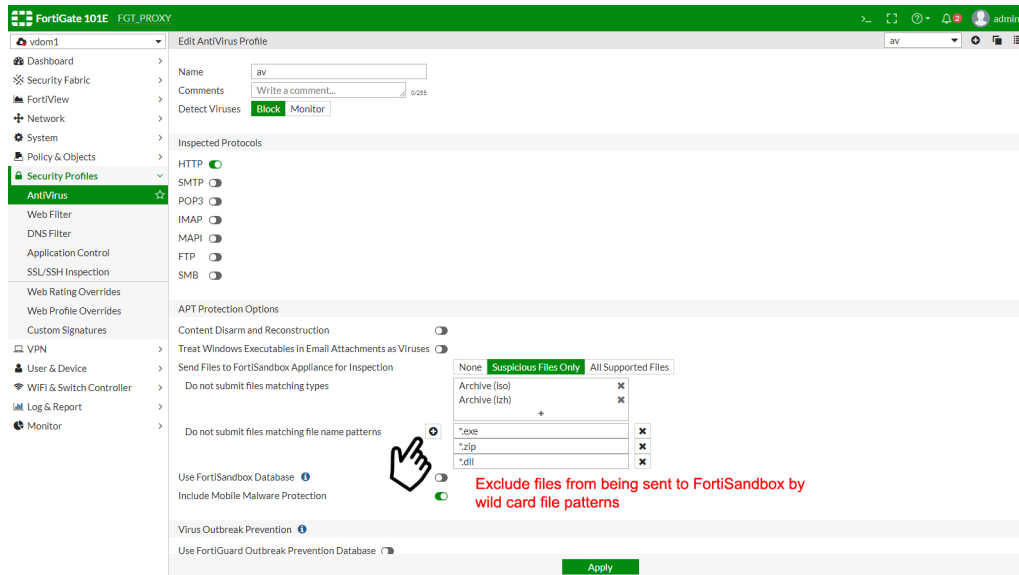 FortiGate 101E FGT_PROXY
>_
2
admin
vdom1
Edit AntiVirus Profile
av
Dashboard
Security Fabric
FortiView
Network
System
Policy & Objects
Security Profiles
AntiVirus
Web Filter
DNS Filter
Application Control
SSL/SSH Inspection
Web Rating Overrides
Web Profile Overrides
Custom Signatures
VPN
User & Device
WiFi & Switch Controller
Log & Report
Monitor
Name av
Comments Write a comment... 0/255
Detect Viruses Block Monitor
Inspected Protocols
HTTP
SMTP
POP3
IMAP
MAPI
FTP
SMB
APT Protection Options
Content Disarm and Reconstruction
Treat Windows Executables in Email Attachments as Viruses
Send Files to FortiSandbox Appliance for Inspection None Suspicious Files Only All Supported Files
Do not submit files matching types Archive (iso)
Archive (lzh)
+
Do not submit files matching file name patterns *.exe
*.zip
*.dll
Use FortiSandbox Database
Include Mobile Malware Protection
Exclude files from being sent to FortiSandbox by
wild card file patterns
Virus Outbreak Prevention
Use FortiGuard Outbreak Prevention Database
Apply